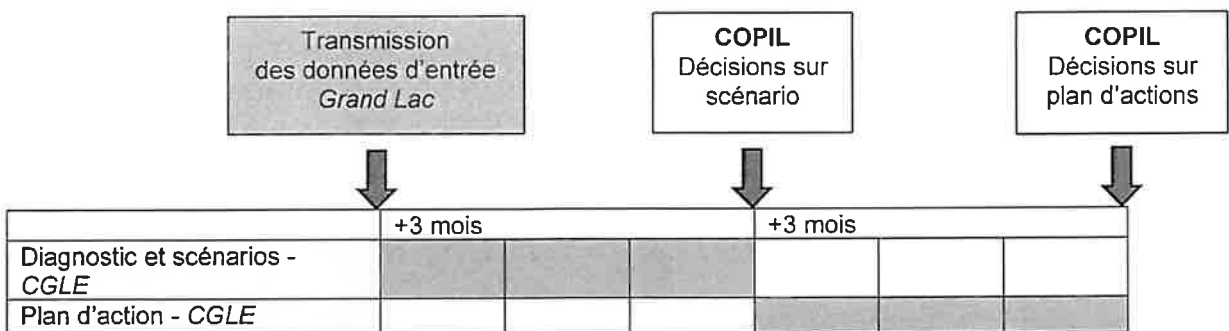 Transmission
des données d'entrée
Grand Lac
COPIL
Décisions sur
scénario
COPIL
Décisions sur
plan d'actions
+3 mois
+3 mois
Diagnostic et scénarios -
CGLE
Plan d'action - CGLE